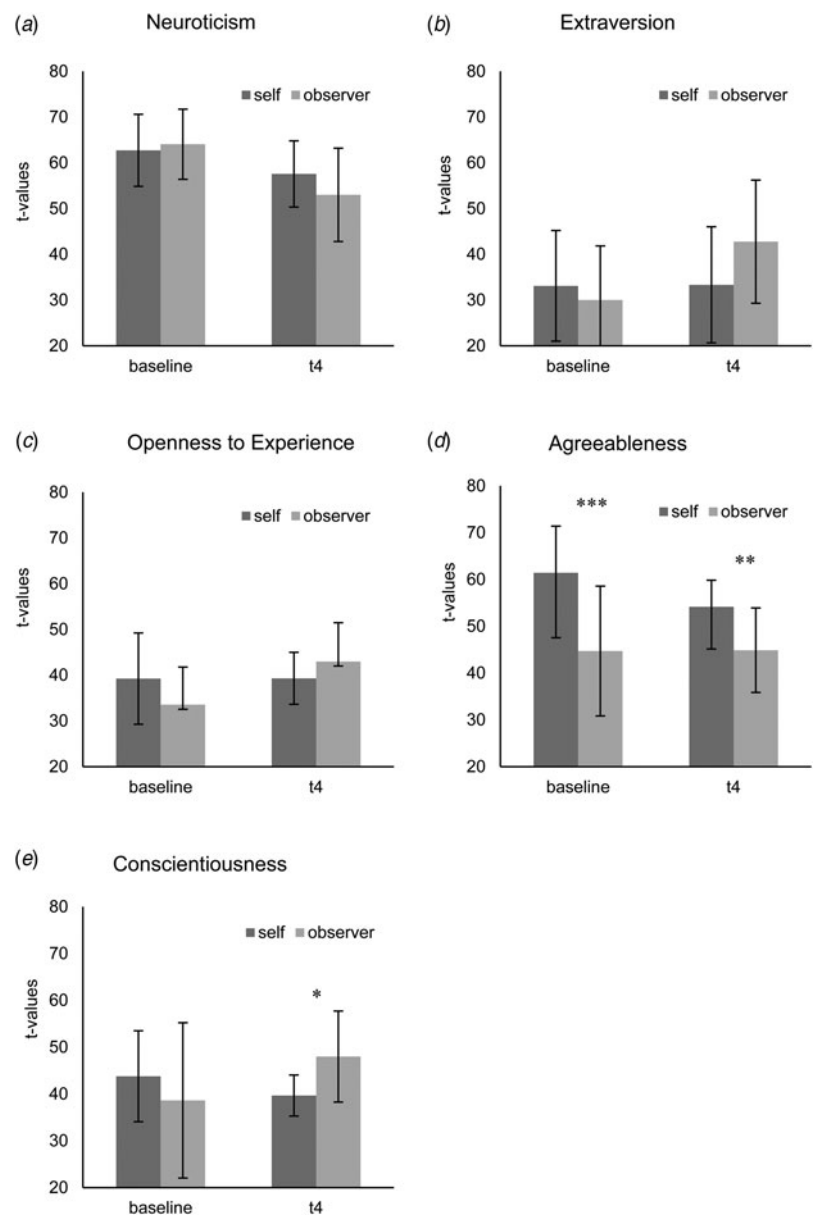 (a) Neuroticism
80
70
60
50
40
30
20
t-values
self observer
baseline t4
(b) Extraversion
80
70
60
50
40
30
20
t-values
self observer
baseline t4
(c) Openness to Experience
80
70
60
50
40
30
20
t-values
self observer
baseline t4
(d) Agreeableness
80
70
60
50
40
30
20
t-values
***
self observer
**
baseline t4
(e) Conscientiousness
80
70
60
50
40
30
20
t-values
self observer
*
baseline t4